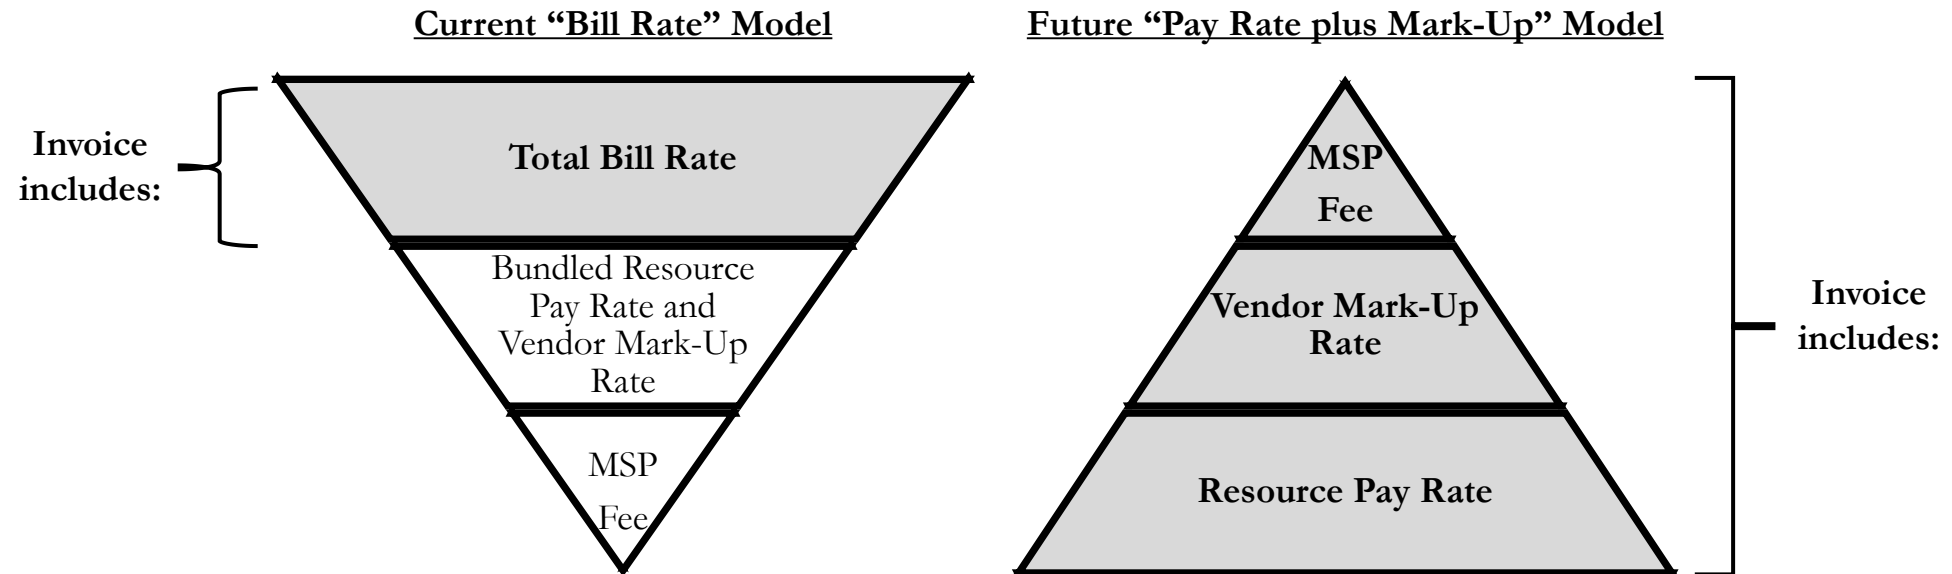 Current “Bill Rate” Model
Invoice
includes:
Total Bill Rate
Bundled Resource
Pay Rate and
Vendor Mark-Up
Rate
MSP
Fee
Future “Pay Rate plus Mark-Up” Model
MSP
Fee
Vendor Mark-Up
Rate
Resource Pay Rate
Invoice
includes: